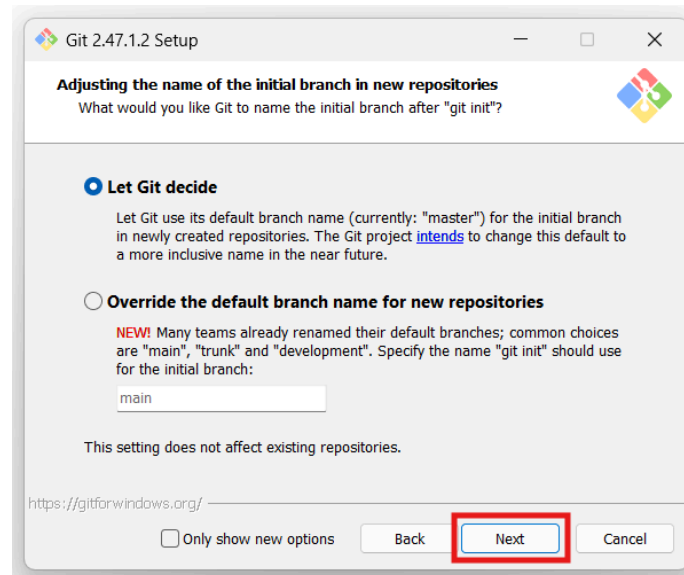 Git 2.47.1.2 Setup
Adjusting the name of the initial branch in new repositories
What would you like Git to name the initial branch after "git init"?
Let Git decide
Let Git use its default branch name (currently: "master") for the initial branch
in newly created repositories. The Git project intends to change this default to
a more inclusive name in the near future.
Override the default branch name for new repositories
NEW! Many teams already renamed their default branches; common choices
are "main", "trunk" and "development". Specify the name "git init" should use
for the initial branch:
main
This setting does not affect existing repositories.
https://gitforwindows.org/
Only show new options Back Next Cancel